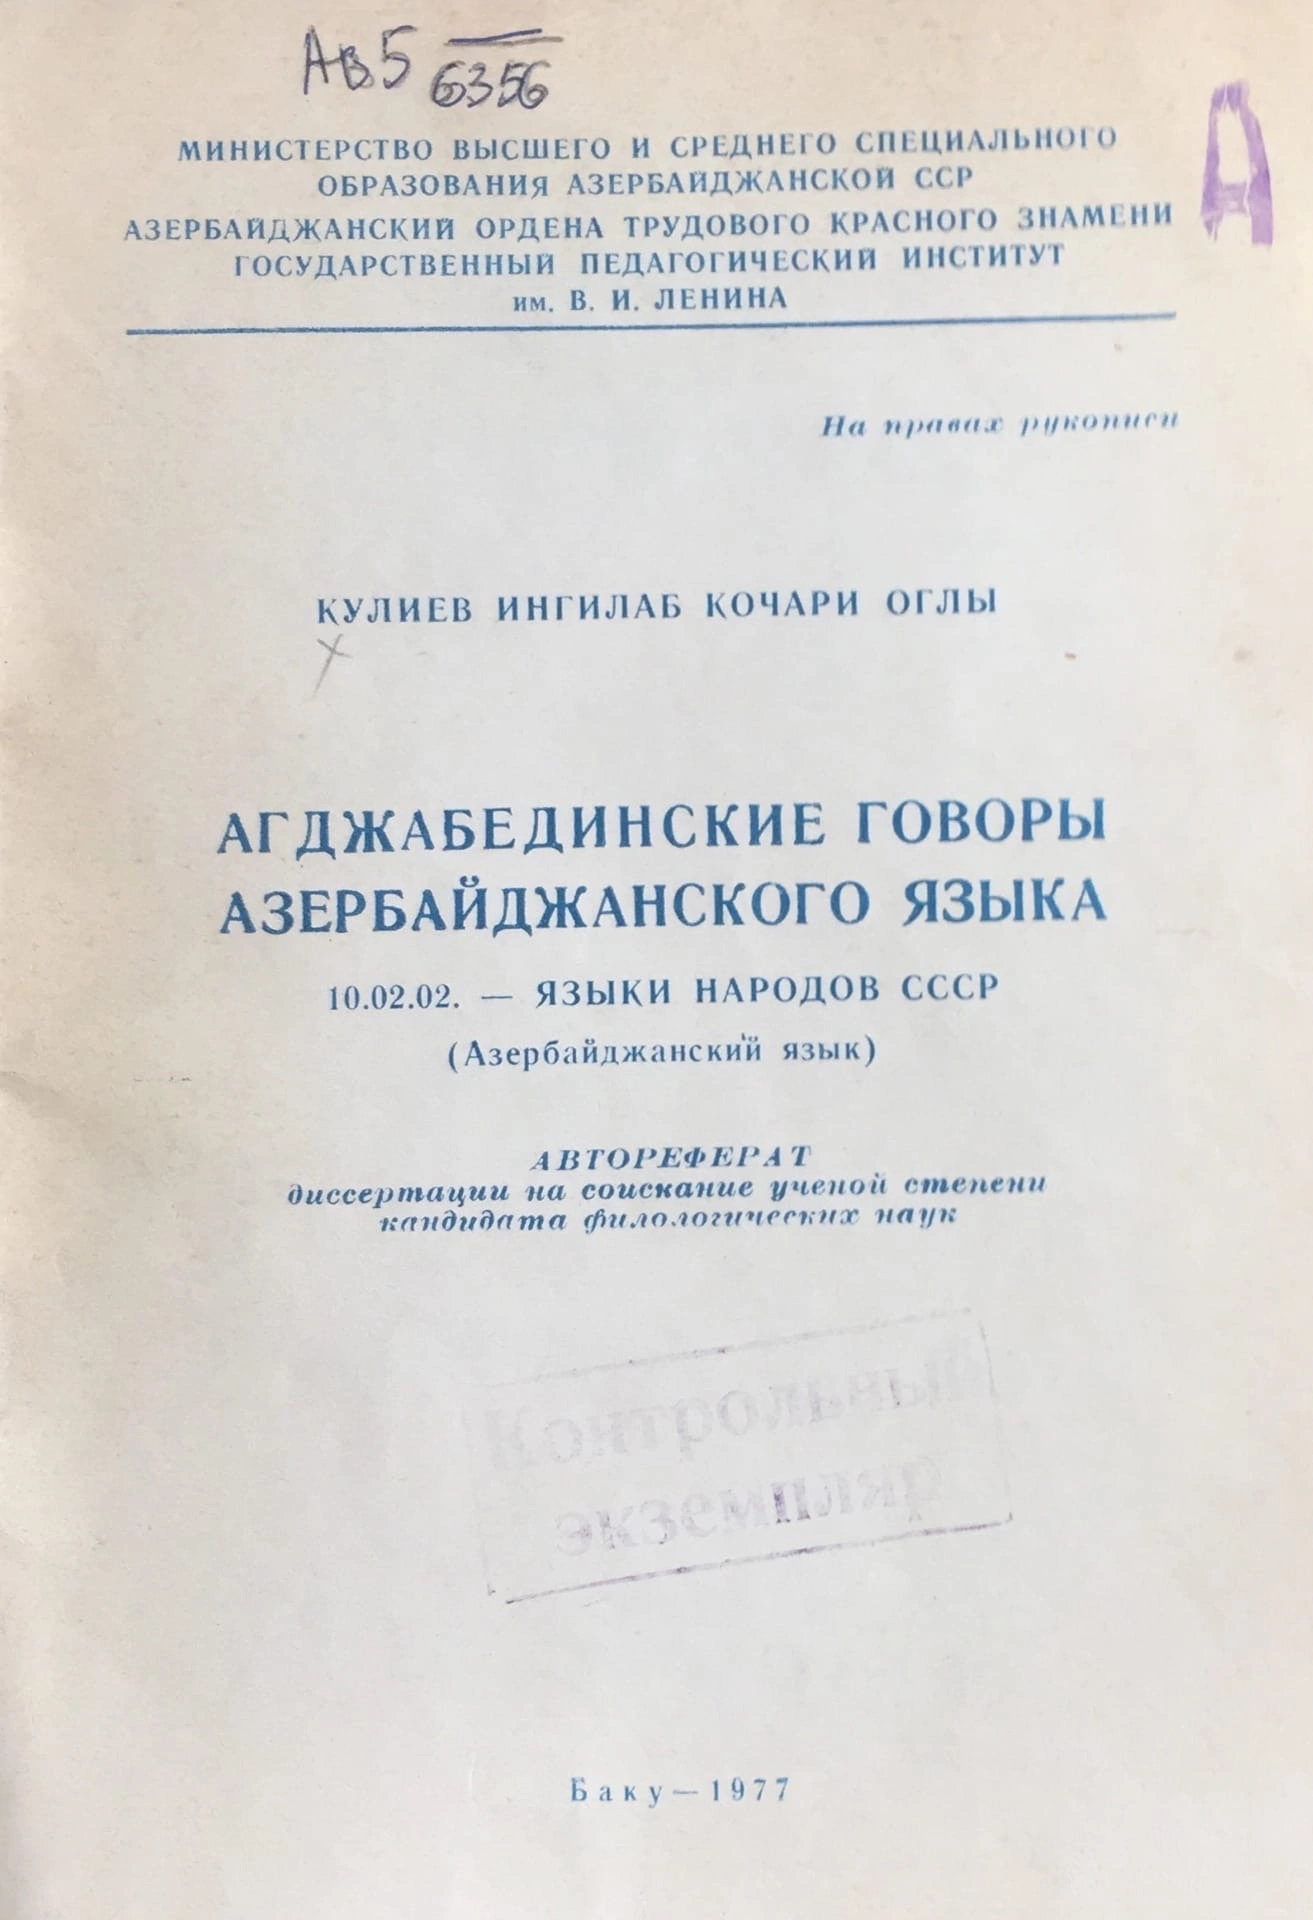 Ав5 6356
А
МИНИСТЕРСТВО ВЫСШЕГО И СРЕДНЕГО СПЕЦИАЛЬНОГО
ОБРАЗОВАНИЯ АЗЕРБАЙДЖАНСКОЙ ССР
АЗЕРБАЙДЖАНСКИЙ ОРДЕНА ТРУДОВОГО КРАСНОГО ЗНАМЕНИ
ГОСУДАРСТВЕННЫЙ ПЕДАГОГИЧЕСКИЙ ИНСТИТУТ
им. В. И. ЛЕНИНА
На правах рукописи
КУЛИЕВ ИНГИЛАБ КОЧАРИ ОГЛЫ
АГДЖАБЕДИНСКИЕ ГОВОРЫ
АЗЕРБАЙДЖАНСКОГО ЯЗЫКА
10.02.02. — ЯЗЫКИ НАРОДОВ СССР
(Азербайджанский язык)
АВТОРЕФЕРАТ
диссертации на соискание ученой степени
кандидата филологических наук
Контрольный
экземпляр
Баку—1977